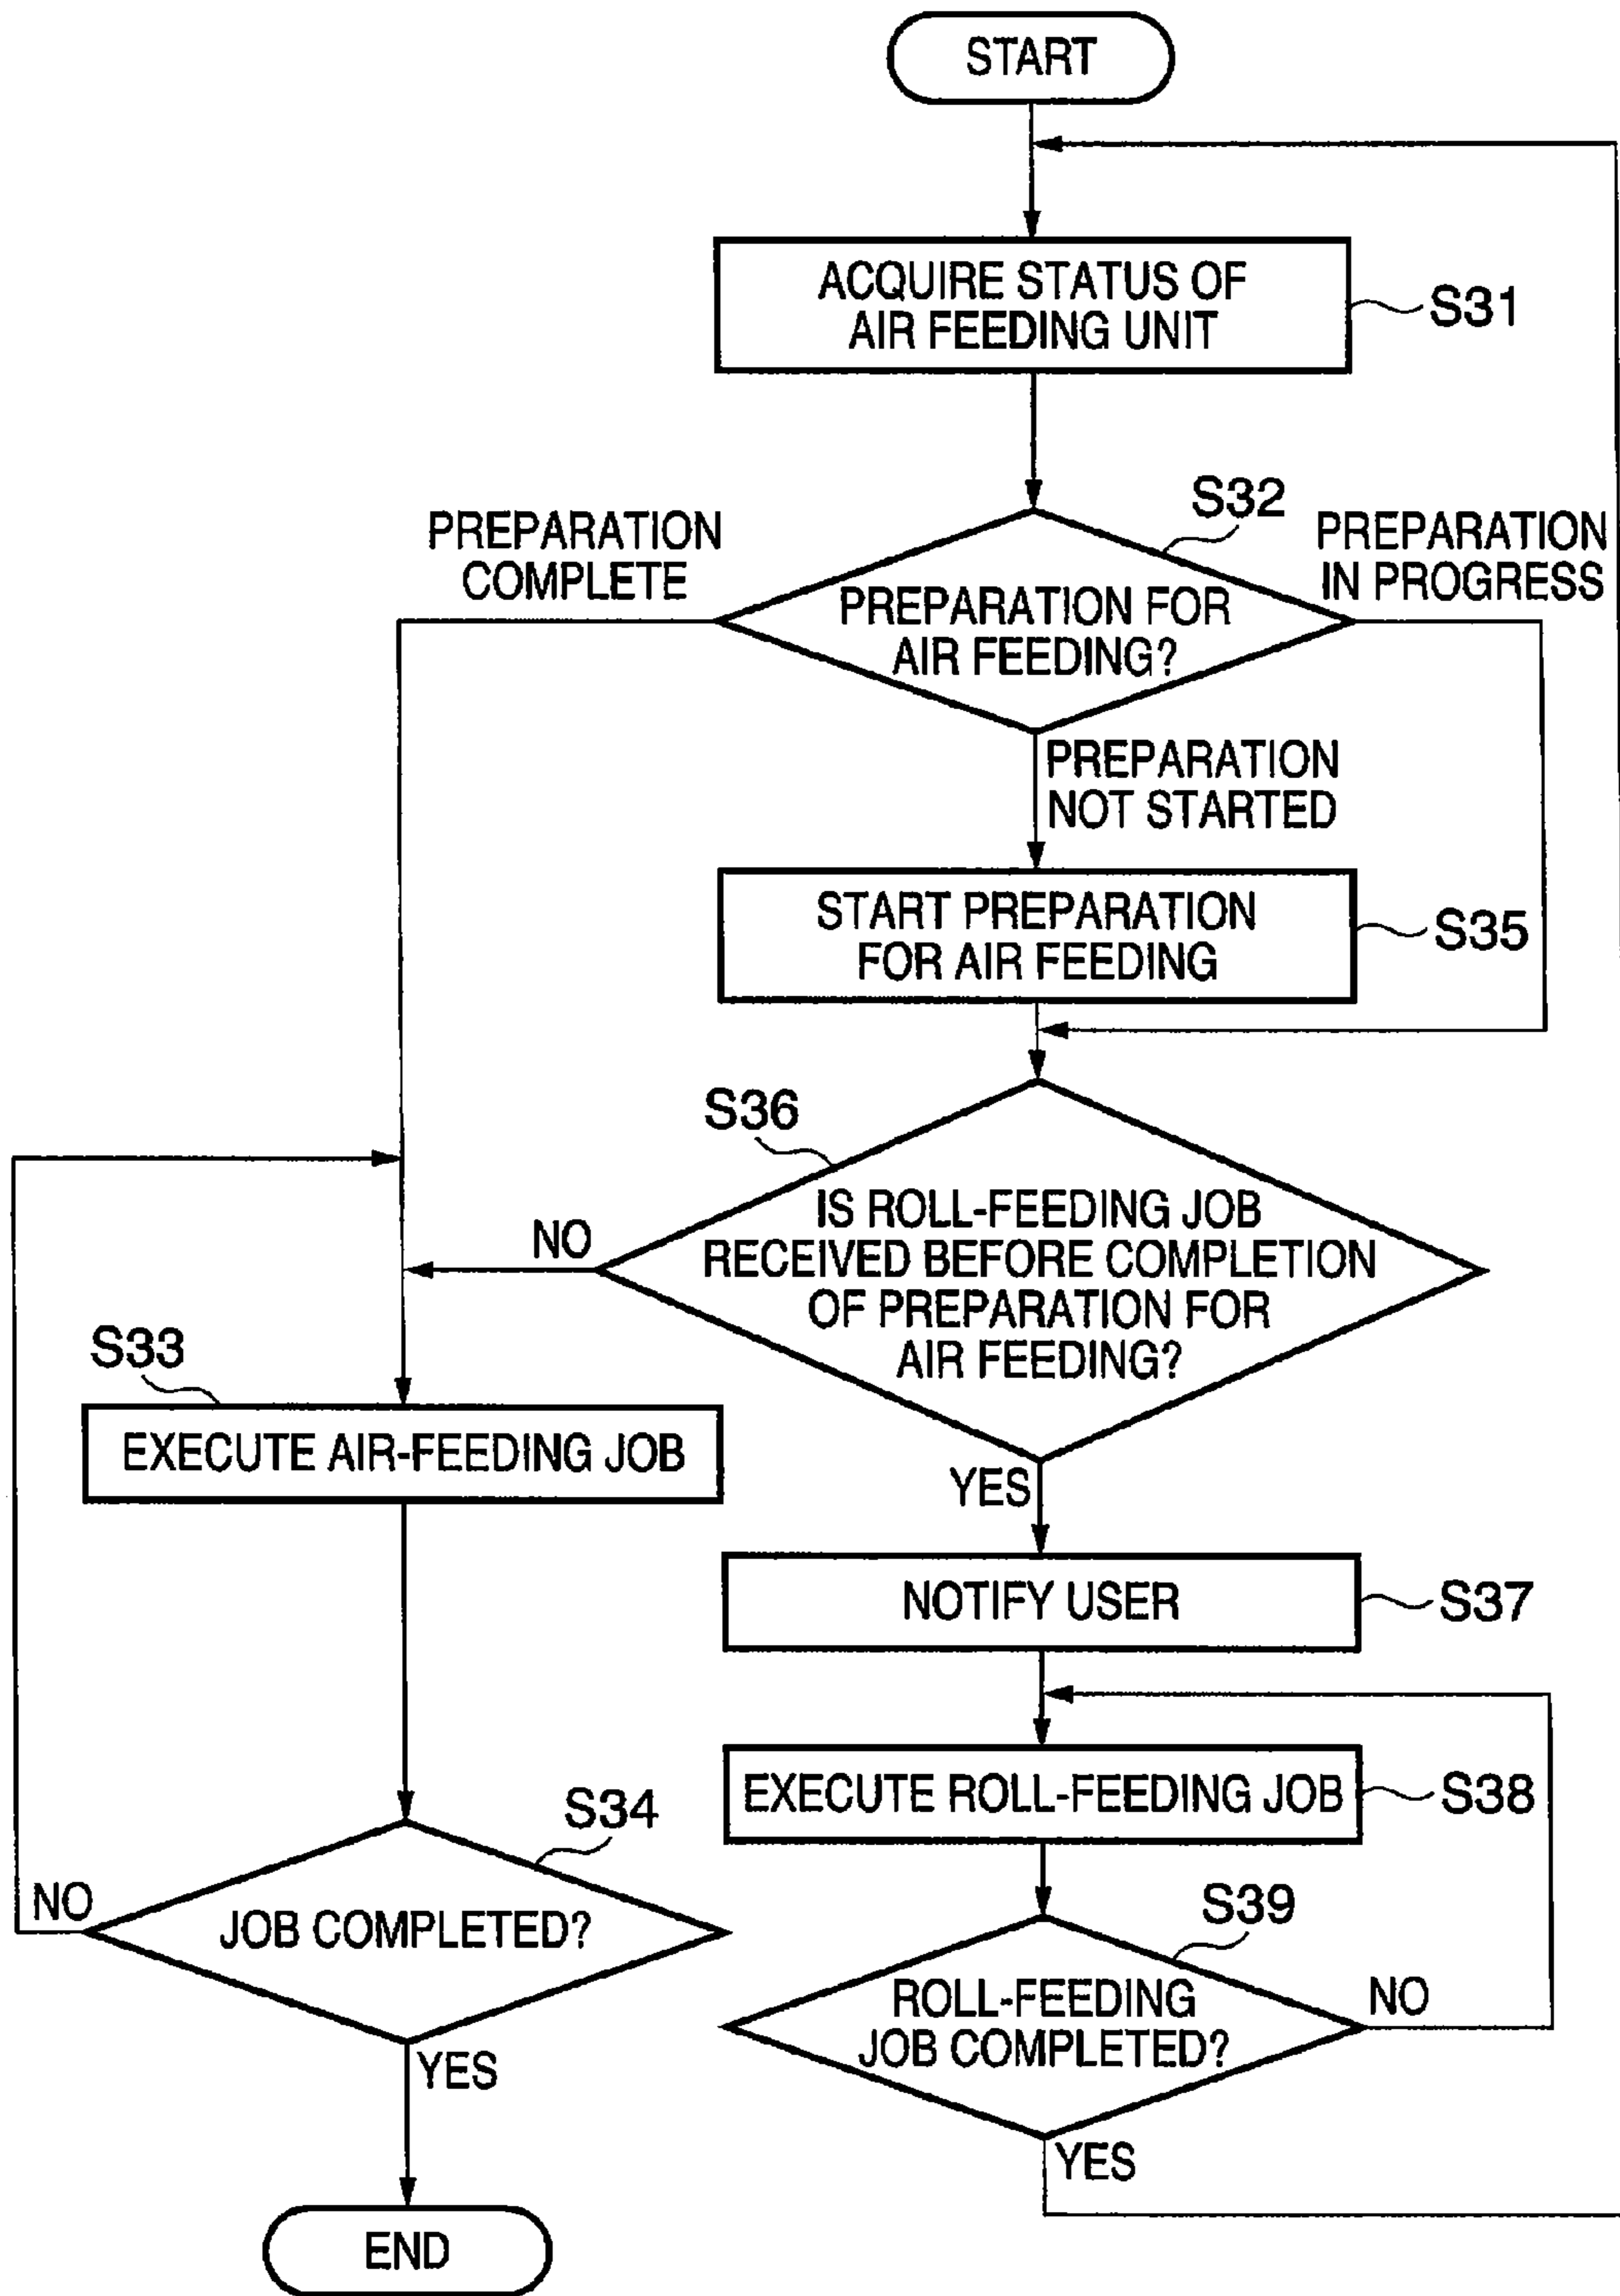 START
ACQUIRE STATUS OF
AIR FEEDING UNIT
S31
S32
PREPARATION
COMPLETE
PREPARATION
IN PROGRESS
PREPARATION FOR
AIR FEEDING?
PREPARATION
NOT STARTED
START PREPARATION
FOR AIR FEEDING
S35
S36
IS ROLL-FEEDING JOB
RECEIVED BEFORE COMPLETION
OF PREPARATION FOR
AIR FEEDING?
NO
S33
EXECUTE AIR-FEEDING JOB
YES
NOTIFY USER
S37
EXECUTE ROLL-FEEDING JOB
S38
S34
JOB COMPLETED?
NO
S39
ROLL-FEEDING
JOB COMPLETED?
NO
YES
YES
END